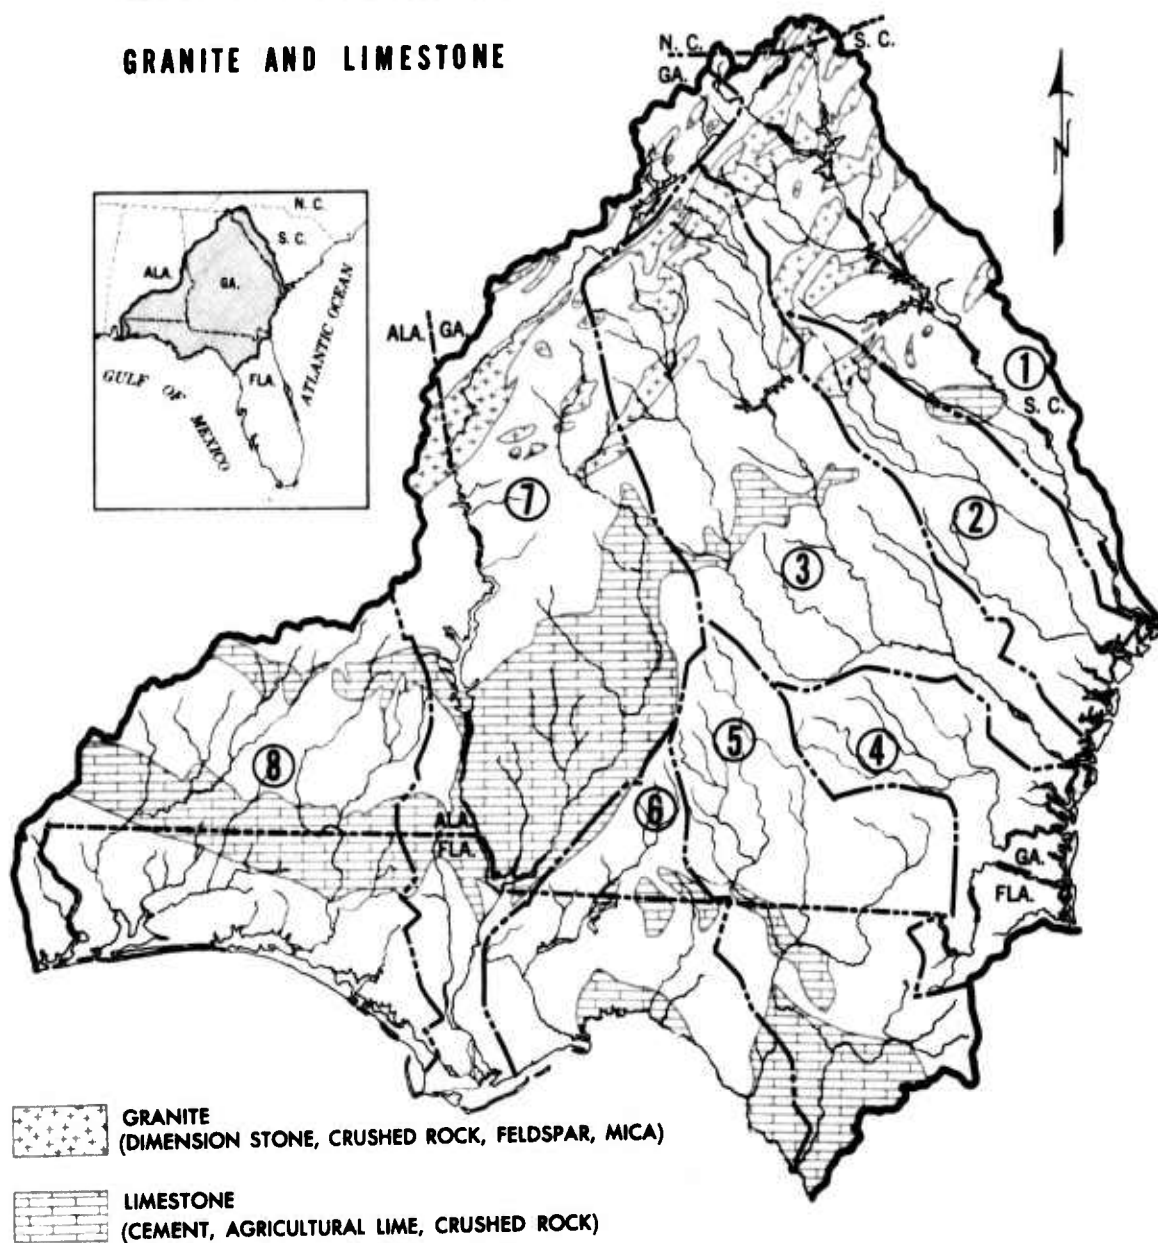 GRANITE AND LIMESTONE
N. C.
S. C.
GA.
N. C.
S. C.
ALA.
GA.
FLA.
ATLANTIC OCEAN
GULF OF MEXICO
ALA. GA.
1
S. C.
7
2
3
5
4
8
6
ALA.
FLA.
GA.
FLA.
GRANITE
(DIMENSION STONE, CRUSHED ROCK, FELDSPAR, MICA)
LIMESTONE
(CEMENT, AGRICULTURAL LIME, CRUSHED ROCK)